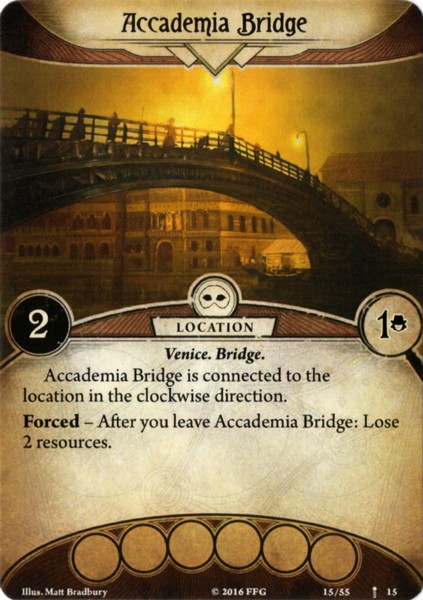 Accademia Bridge
2
LOCATION
1
Venice. Bridge.
Accademia Bridge is connected to the
location in the clockwise direction.
Forced – After you leave Accademia Bridge: Lose
2 resources.
Illus. Matt Bradbury
© 2016 FFG
15/55
15